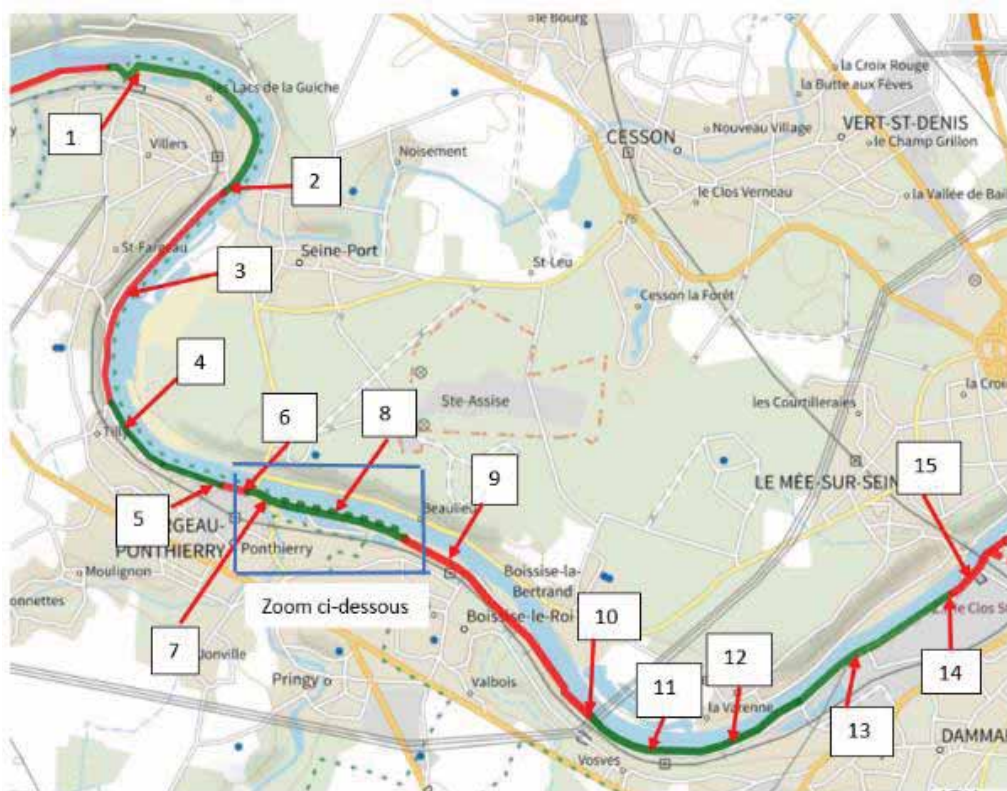 le Bourg
la Croix Rouge
la Butte aux Fèves
les Lacs de la Guiche
1
CESSON
Nouveau Village
VERT-ST-DENIS
le Champ Grillon
Villers
Noisement
2
le Clos Verneau
la Vallée de Bai
St-Fargeau
Seine-Port
St-Leu
3
Cesson la Forêt
4
6
8
Ste-Assise
les Courtilleraies
la Croi
Tilly
9
15
LE MÉE-SUR-SEIN
5
RGEAU-
PONTHIERRY
Ponthierry
Beaulieu
Moulignon
onnettes
Zoom ci-dessous
Boissise-la-
Bertrand
Boissise-le-Roi
10
le Clos S
7
Jonville
Pringy
Valbois
11
12
la Varenne
13
14
Vosves
DAMMA